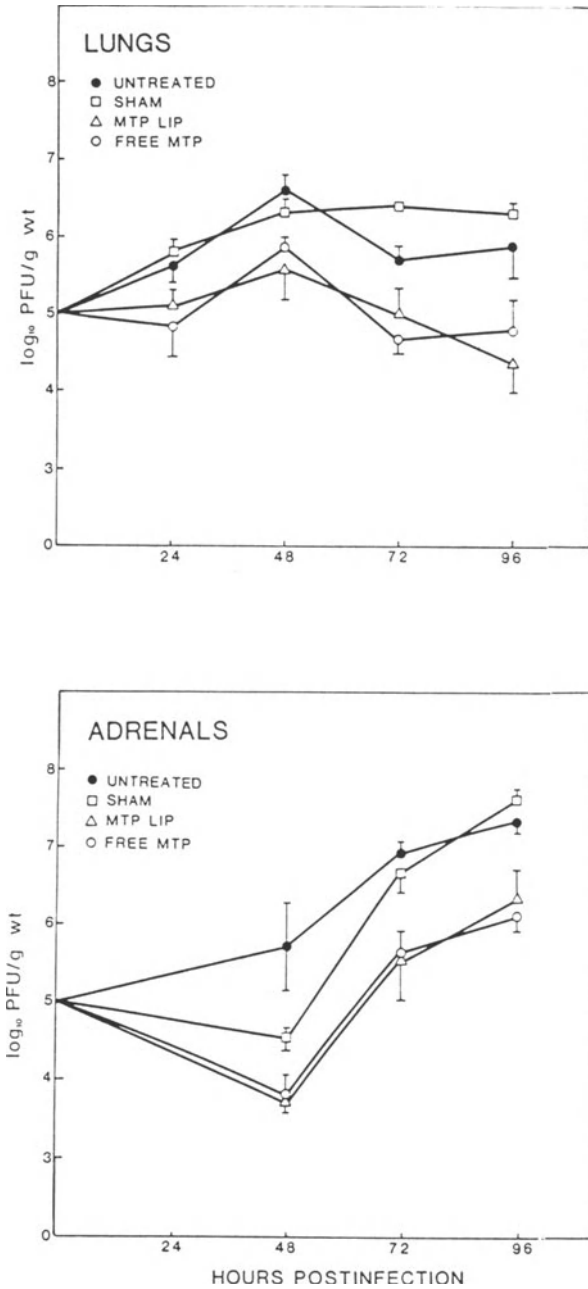 LUNGS
● UNTREATED
□ SHAM
△ MTP LIP
○ FREE MTP
log₁₀ PFU/g wt
8
7
6
5
4
3
0
24 48 72 96
ADRENALS
● UNTREATED
□ SHAM
△ MTP LIP
○ FREE MTP
log₁₀ PFU/g wt
8
7
6
5
4
3
0
24 48 72 96
HOURS POSTINFECTION